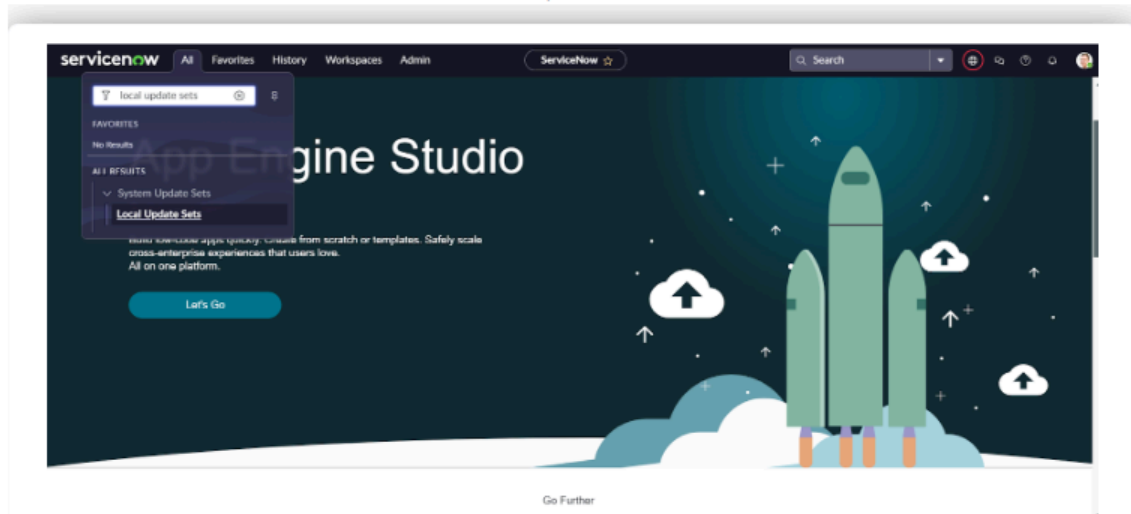 servicenow All Favorites History Workspaces Admin ServiceNow Search
local update sets
FAVORITES
No Results
App Engine Studio
ALL RESULTS
System Update Sets
Local Update Sets
Build low-code apps quickly. Create from scratch or templates. Safely scale
cross-enterprise experiences that users love.
All on one platform.
Let's Go
Go Further